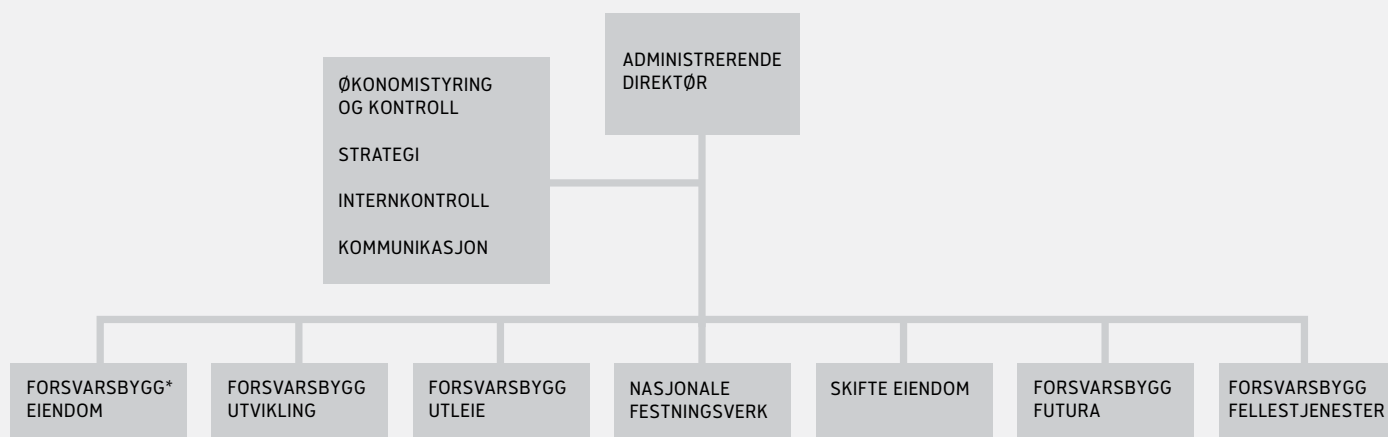 ADMINISTRERENDE
DIREKTØR
ØKONOMISTYRING
OG KONTROLL
STRATEGI
INTERNKONTROLL
KOMMUNIKASJON
FORSVARSBYGG*
EIENDOM
FORSVARSBYGG
UTVIKLING
FORSVARSBYGG
UTLEIE
NASJONALE
FESTNINGSVERK
SKIFTE EIENDOM
FORSVARSBYGG
FUTURA
FORSVARSBYGG
FELLESTJENESTER